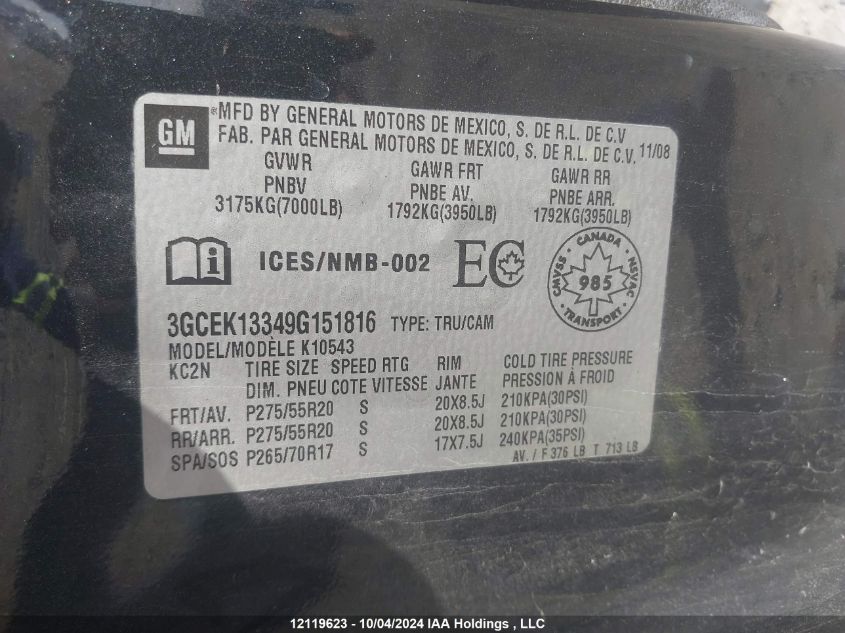 GM
®MFD BY GENERAL MOTORS DE MEXICO, S. DE R.L. DE C.V
FAB. PAR GENERAL MOTORS DE MEXICO, S. DE R.L. DE C.V. 11/08
GVWR GAWR FRT GAWR RR
PNBV PNBE AV. PNBE ARR.
3175KG(7000LB) 1792KG(3950LB) 1792KG(3950LB)
i ICES/NMB-002 EC CANADA CMVSS NSVAC 985 TRANSPORT
3GCEK13349G151816 TYPE: TRU/CAM
MODEL/MODÈLE K10543
KC2N TIRE SIZE SPEED RTG RIM COLD TIRE PRESSURE
DIM. PNEU COTE VITESSE JANTE PRESSION À FROID
FRT/AV. P275/55R20 S 20X8.5J 210KPA(30PSI)
RR/ARR. P275/55R20 S 20X8.5J 210KPA(30PSI)
SPA/SOS P265/70R17 S 17X7.5J 240KPA(35PSI)
AV. / F 376 LB T 713 LB
12119623 - 10/04/2024 IAA Holdings , LLC